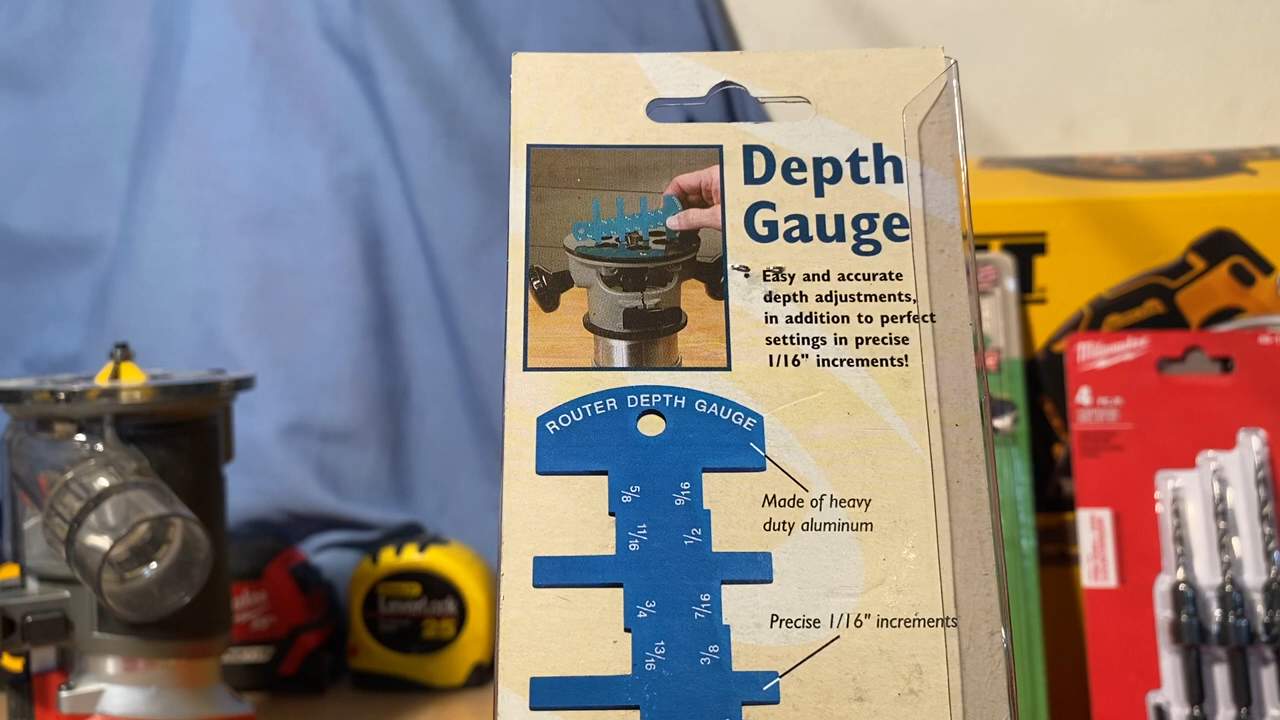 Depth
Gauge
Easy and accurate
depth adjustments,
in addition to perfect
settings in precise
1/16" increments!
ROUTER DEPTH GAUGE
5/8
9/16
11/16
1/2
Made of heavy
duty aluminum
3/4
7/16
Precise 1/16" increments
13/16
3/8
LeverLock
25
Milwaukee
4